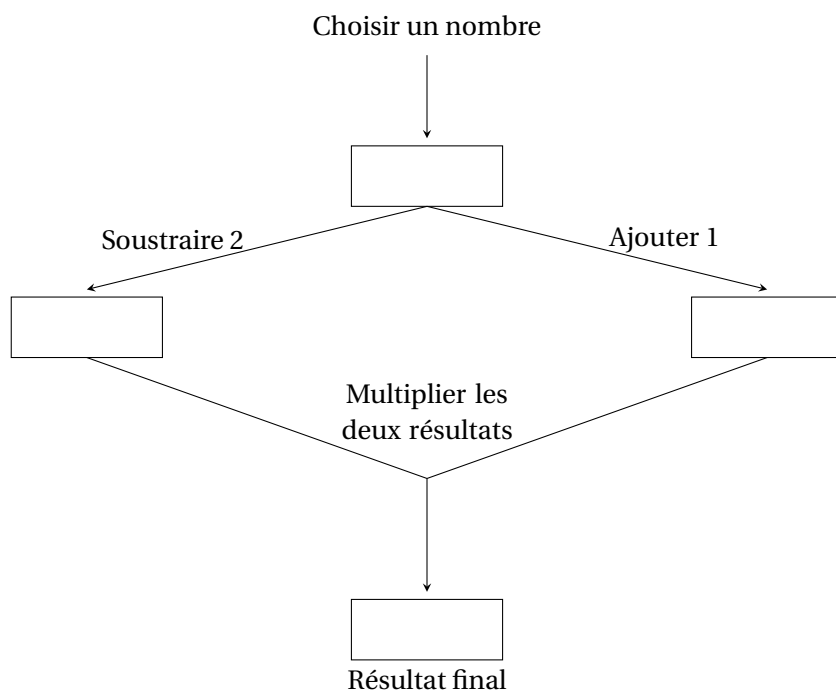 Choisir un nombre
Soustraire 2
Ajouter 1
Multiplier les
deux résultats
Résultat final